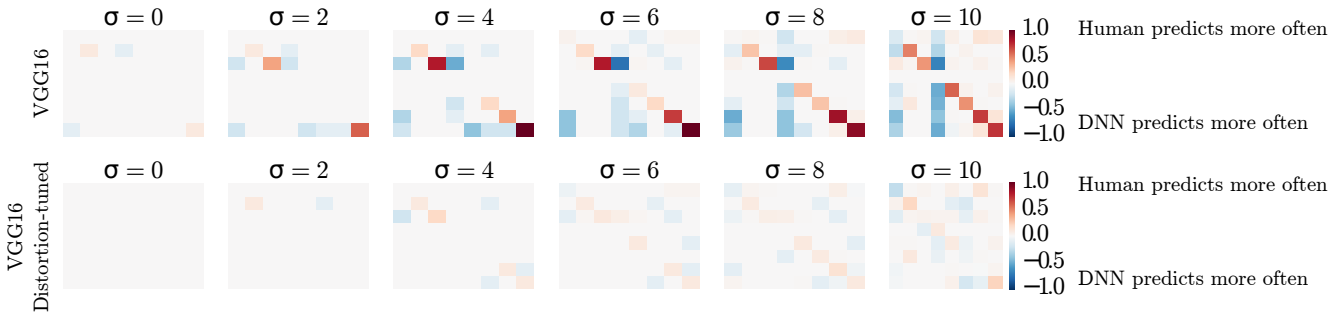 σ = 0
σ = 2
σ = 4
σ = 6
σ = 8
σ = 10
VGG16
1.0
0.5
0.0
−0.5
−1.0
Human predicts more often
DNN predicts more often
σ = 0
σ = 2
σ = 4
σ = 6
σ = 8
σ = 10
VGG16
Distortion-tuned
1.0
0.5
0.0
−0.5
−1.0
Human predicts more often
DNN predicts more often